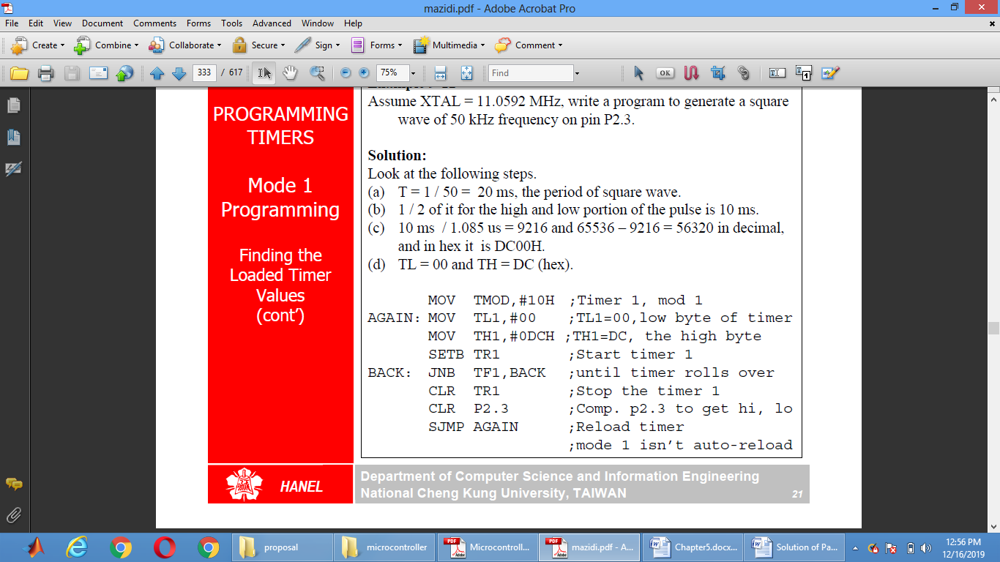 mazidi.pdf - Adobe Acrobat Pro
File Edit View Document Comments Forms Tools Advanced Window Help
Create Combine Collaborate Secure Sign Forms Multimedia Comment
333 / 617 75% Find OK
PROGRAMMING
TIMERS
Mode 1
Programming
Finding the
Loaded Timer
Values
(cont’)
Assume XTAL = 11.0592 MHz, write a program to generate a square
wave of 50 kHz frequency on pin P2.3.
Solution:
Look at the following steps.
(a) T = 1 / 50 = 20 ms, the period of square wave.
(b) 1 / 2 of it for the high and low portion of the pulse is 10 ms.
(c) 10 ms / 1.085 us = 9216 and 65536 – 9216 = 56320 in decimal,
and in hex it is DC00H.
(d) TL = 00 and TH = DC (hex).
MOV TMOD,#10H ;Timer 1, mod 1
AGAIN: MOV TL1,#00 ;TL1=00,low byte of timer
MOV TH1,#0DCH ;TH1=DC, the high byte
SETB TR1 ;Start timer 1
BACK: JNB TF1,BACK ;until timer rolls over
CLR TR1 ;Stop the timer 1
CLR P2.3 ;Comp. p2.3 to get hi, lo
SJMP AGAIN ;Reload timer
;mode 1 isn’t auto-reload
HANEL
Department of Computer Science and Information Engineering
National Cheng Kung University, TAIWAN 21
proposal microcontroller Microcontroll... mazidi.pdf - A... Chapter5.docx... Solution of Pa...
12:56 PM
12/16/2019